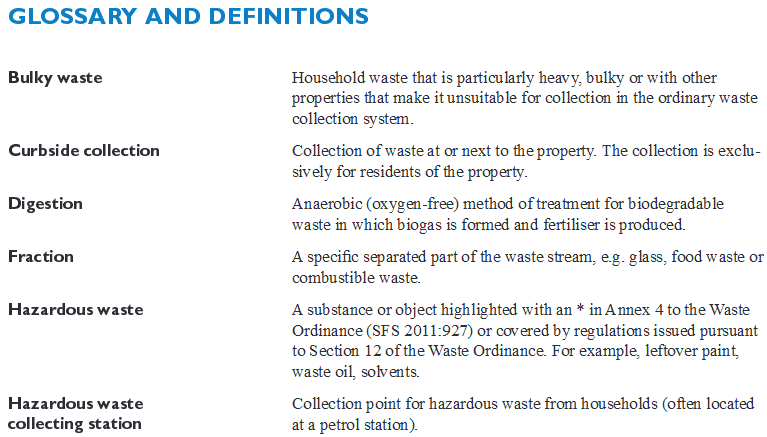 GLOSSARY AND DEFINITIONS
Bulky waste
Household waste that is particularly heavy, bulky or with other
properties that make it unsuitable for collection in the ordinary waste
collection system.
Curbside collection
Collection of waste at or next to the property. The collection is exclu-
sively for residents of the property.
Digestion
Anaerobic (oxygen-free) method of treatment for biodegradable
waste in which biogas is formed and fertiliser is produced.
Fraction
A specific separated part of the waste stream, e.g. glass, food waste or
combustible waste.
Hazardous waste
A substance or object highlighted with an * in Annex 4 to the Waste
Ordinance (SFS 2011:927) or covered by regulations issued pursuant
to Section 12 of the Waste Ordinance. For example, leftover paint,
waste oil, solvents.
Hazardous waste
collecting station
Collection point for hazardous waste from households (often located
at a petrol station).